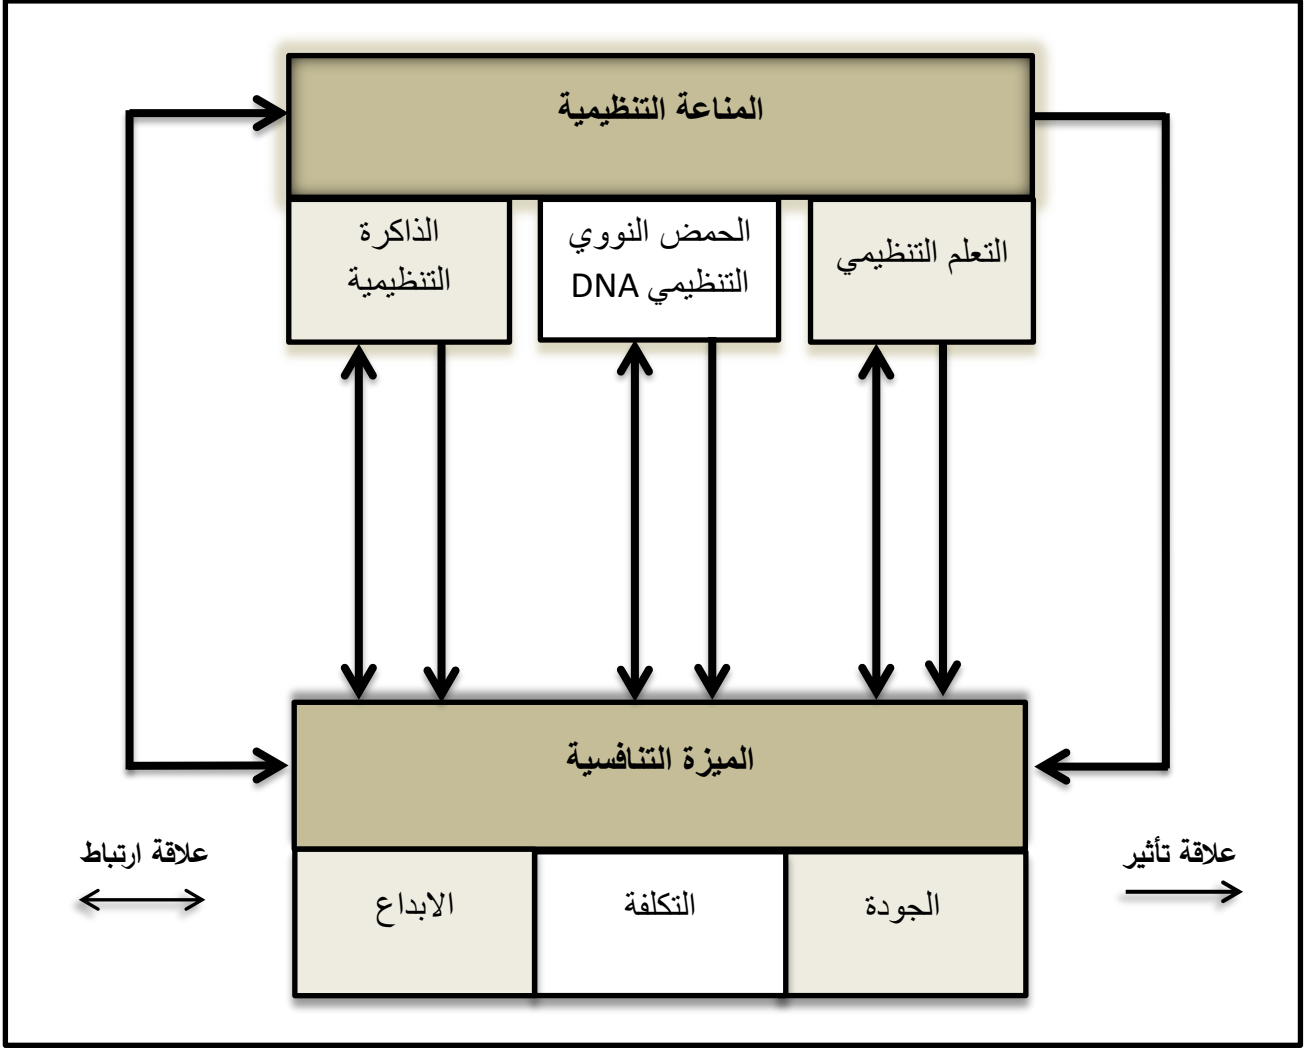 المناعة التنظيمية
التعلم التنظيمي
الحمض النووي
التنظيمي DNA
الذاكرة
التنظيمية
الميزة التنافسية
الجودة
التكلفة
الابداع
علاقة تأثير
علاقة ارتباط